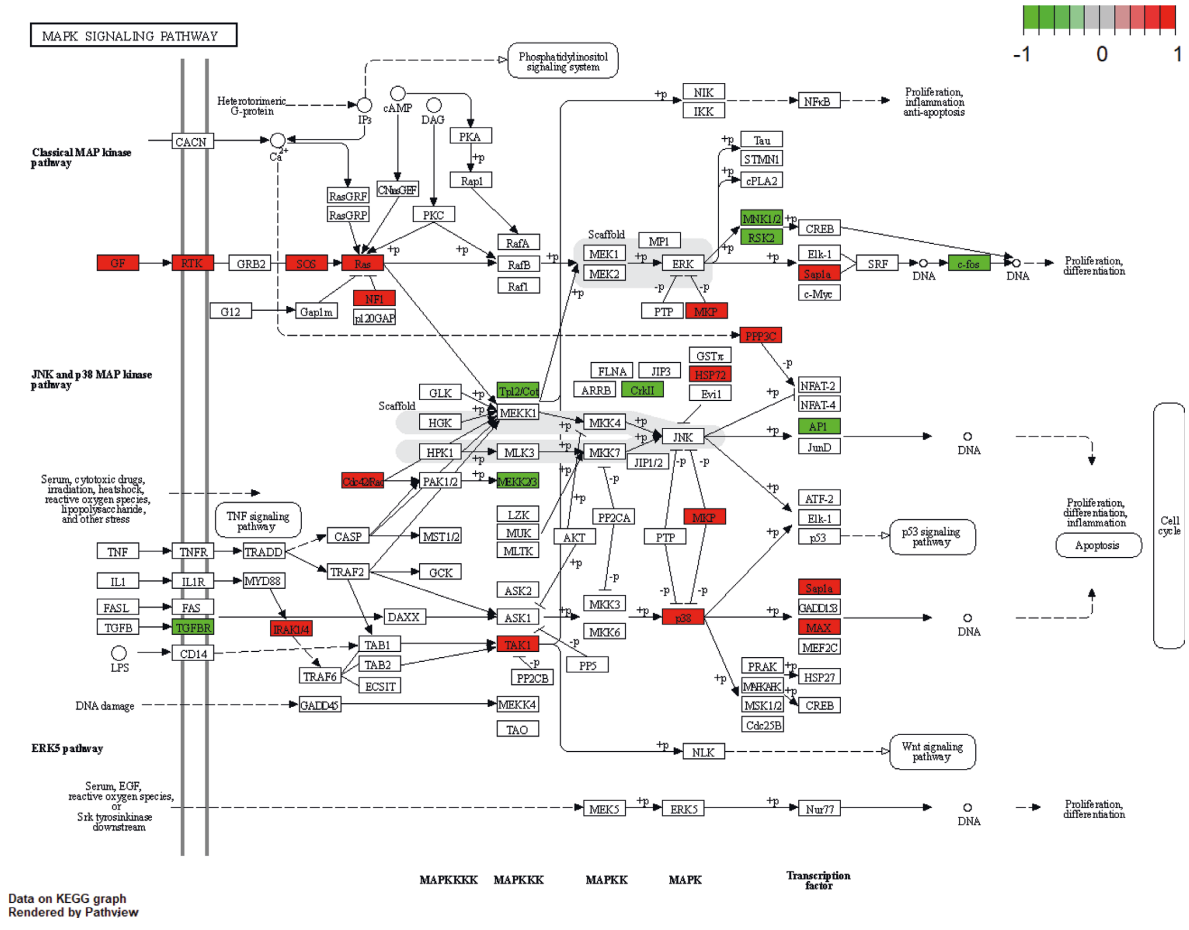 MAPK SIGNALING PATHWAY
-1
0
1
Phosphatidylinositol
signaling system
Heterotorimeric
G-protein
IP3
cAMP
DAG
+p
NIK
IKK
NFκB
Proliferation,
inflammation
anti-apoptosis
Classical MAP kinase
pathway
CACN
Ca2+
PKA
+p
Rap1
Tau
STMN1
cPLA2
+p
+p
RasGRF
RasGRP
CNasGEF
PKC
MNK1/2
RSK2
+p
CREB
Scaffold
MEK1
MEK2
MP1
ERK
+p
+p
GF
RTK
GRB2
SOS
Ras
+p
+p
RafA
RafB
Raf1
+p
+p
Elk-1
Sap1a
c-Myc
SRF
DNA
c-fos
DNA
Proliferation,
differentiation
G12
Gap1m
NF1
p120GAP
-p
-p
PTP
MKP
PPP3C
-p
JNK and p38 MAP kinase
pathway
GSTπ
HSP72
Evi1
FLNA
JIP3
ARRB
CrkII
NFAT-2
NFAT-4
AP1
JunD
+p
+p
DNA
GLK
HGK
HPK1
Scaffold
+p
+p
+p
+p
Tpl2/Cot
MEKK1
MLK3
MKK4
MKK7
+p
+p
+p
+p
JNK
JIP1/2
Cdc42/Rac
PAK1/2
+p
+p
MEKK2/3
Serum, cytotoxic drugs,
irradiation, heatshock,
reactive oxygen species,
lipopolysaccharide,
and other stress
TNF signaling
pathway
CASP
MST1/2
LZK
MUK
MLTK
AKT
+p
-p
PP2CA
-p
PTP
MKP
+p
+p
ATF-2
Elk-1
p53
p53 signaling
pathway
Proliferation,
differentiation,
inflammation
Apoptosis
Cell
cycle
TNF
TNFR
TRADD
TRAF2
GCK
IL1
IL1R
MYD88
ASK2
-p
+p
MKK3
MKK6
-p
-p
FASL
FAS
DAXX
ASK1
+p
+p
p38
+p
Sap1a
GADD153
MAX
MEF2C
DNA
TGFB
TGFBR
IRAK1/4
TAB1
+p
TAK1
LPS
CD14
TAB2
+p
-p
PP5
PP2CB
-p
TRAF6
ECSIT
PRAK
+p
HSP27
+p
+p
MSK1/2
CREB
Cdc25B
DNA damage
GADD45
MEKK4
TAO
ERK5 pathway
+p
NLK
Wnt signaling
pathway
Serum, EGF,
reactive oxygen species,
or
Srk tyrosinkinase
downstream
MEK5
+p
ERK5
+p
Nur77
DNA
Proliferation,
differentiation
MAPKKKK
MAPKKK
MAPKK
MAPK
Transcription
factor
Data on KEGG graph
Rendered by Pathview